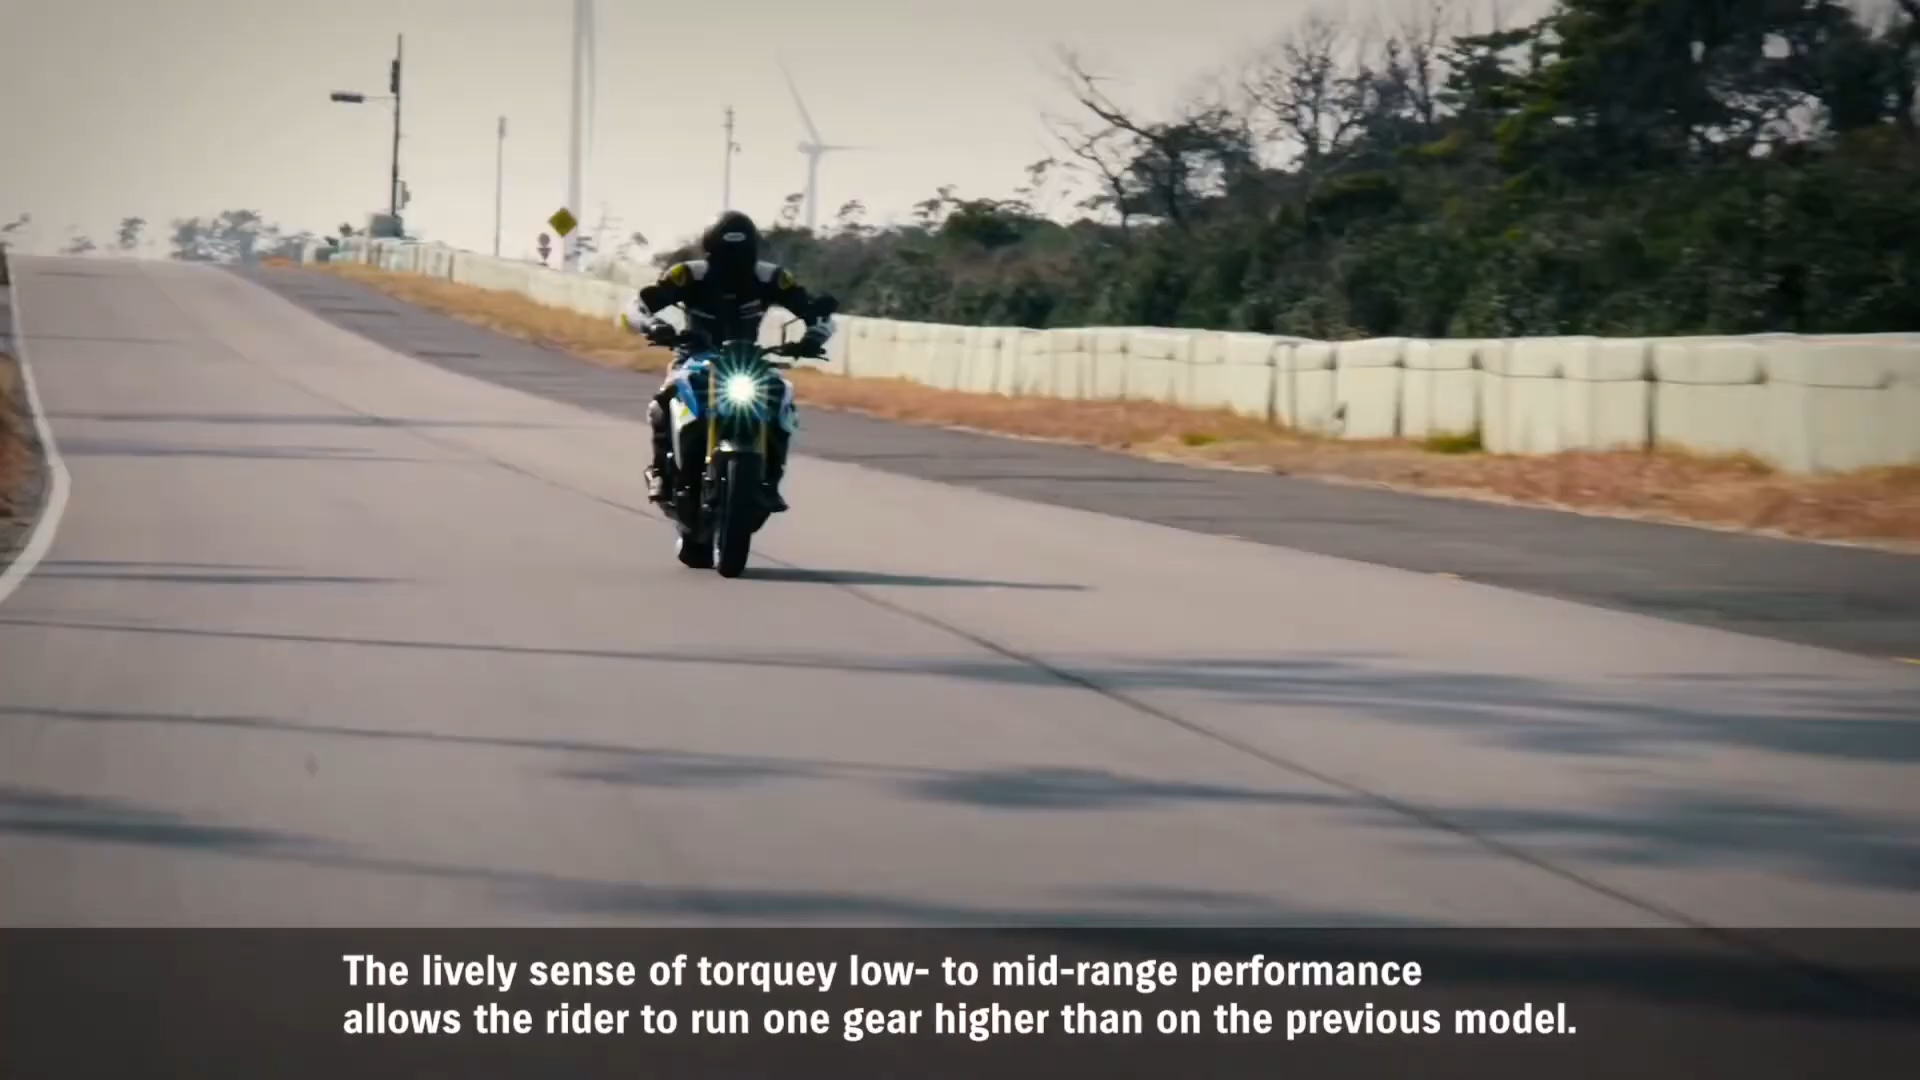 The lively sense of torquey low- to mid-range performance
allows the rider to run one gear higher than on the previous model.